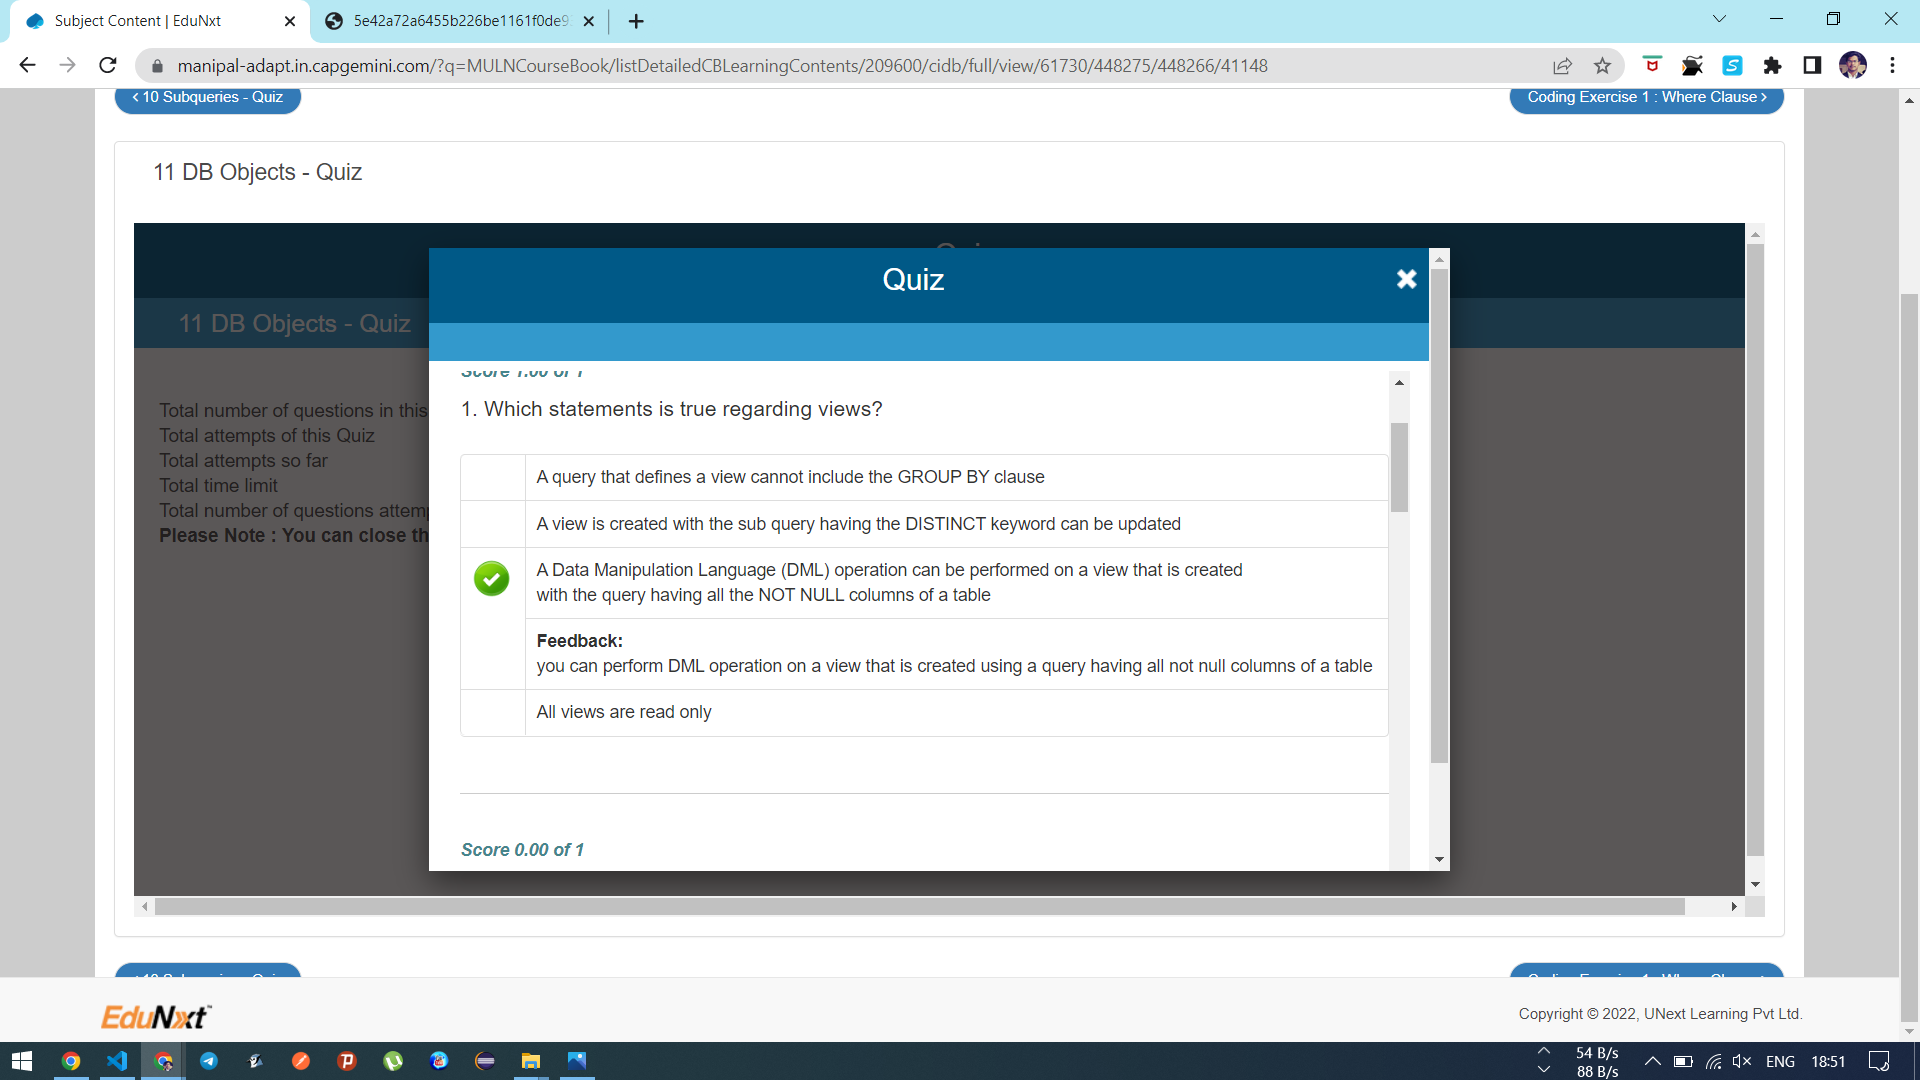 Subject Content | EduNxt
5e42a72a6455b226be1161f0de9
manipal-adapt.in.capgemini.com/?q=MULNCourseBook/listDetailedCBLearningContents/209600/cidb/full/view/61730/448275/448266/41148
< 10 Subqueries - Quiz
Coding Exercise 1 : Where Clause >
11 DB Objects - Quiz
Quiz
11 DB Objects - Quiz
Total number of questions in this
Total attempts of this Quiz
Total attempts so far
Total time limit
Total number of questions attem
Please Note : You can close th
Score 1.00 of 1
1. Which statements is true regarding views?
A query that defines a view cannot include the GROUP BY clause
A view is created with the sub query having the DISTINCT keyword can be updated
A Data Manipulation Language (DML) operation can be performed on a view that is created
with the query having all the NOT NULL columns of a table
Feedback:
you can perform DML operation on a view that is created using a query having all not null columns of a table
All views are read only
Score 0.00 of 1
EduNxt
Copyright © 2022, UNext Learning Pvt Ltd.
54 B/s
88 B/s
ENG
18:51